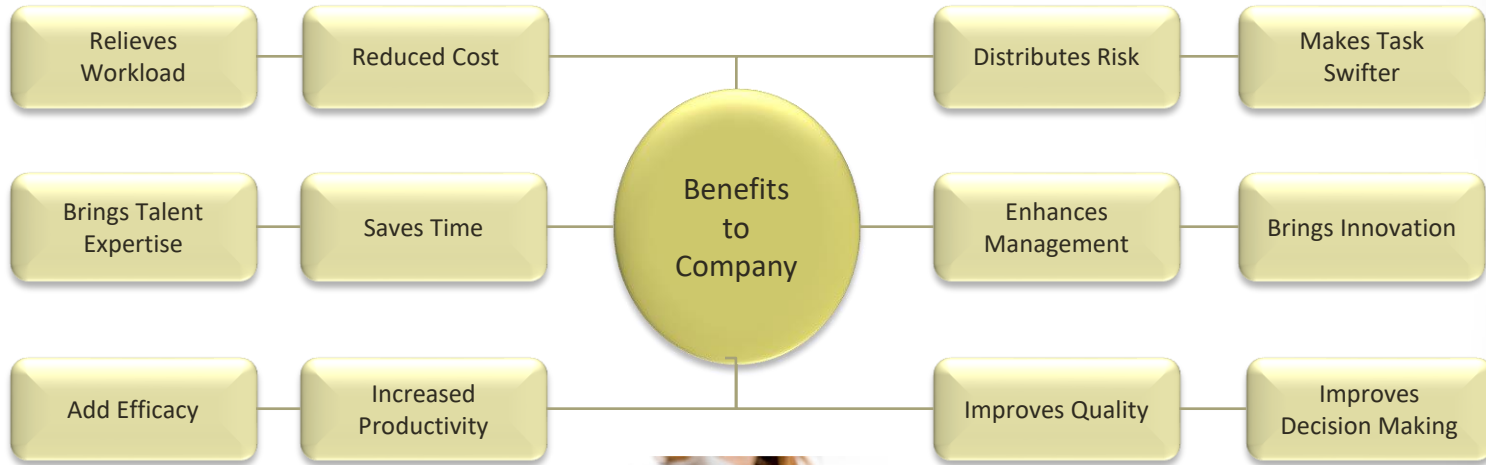 Relieves
Workload
Reduced Cost
Distributes Risk
Makes Task
Swifter
Brings Talent
Expertise
Saves Time
Benefits
to
Company
Enhances
Management
Brings Innovation
Add Efficacy
Increased
Productivity
Improves Quality
Improves
Decision Making